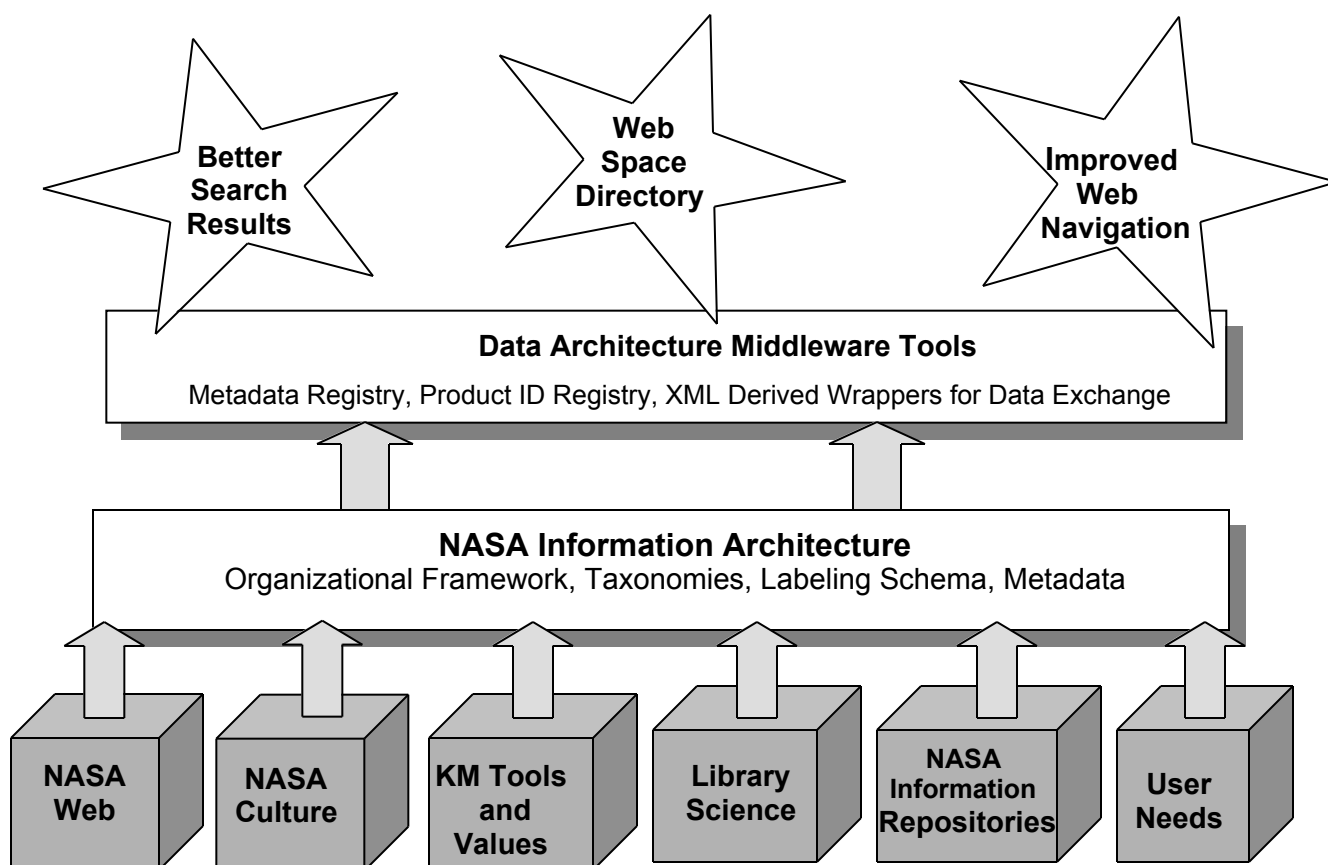 Better
Search
Results
Web
Space
Directory
Improved
Web
Navigation
Data Architecture Middleware Tools
Metadada Registry, Product ID Registry, XML Derived Wrappers for Data Exchange
NASA Information Architecture
Organizational Framework, Taxonomies, Labeling Schema, Metadata
NASA
Web
NASA
Culture
KM Tools
and
Values
Library
Science
NASA
Information
Repositories
User
Needs